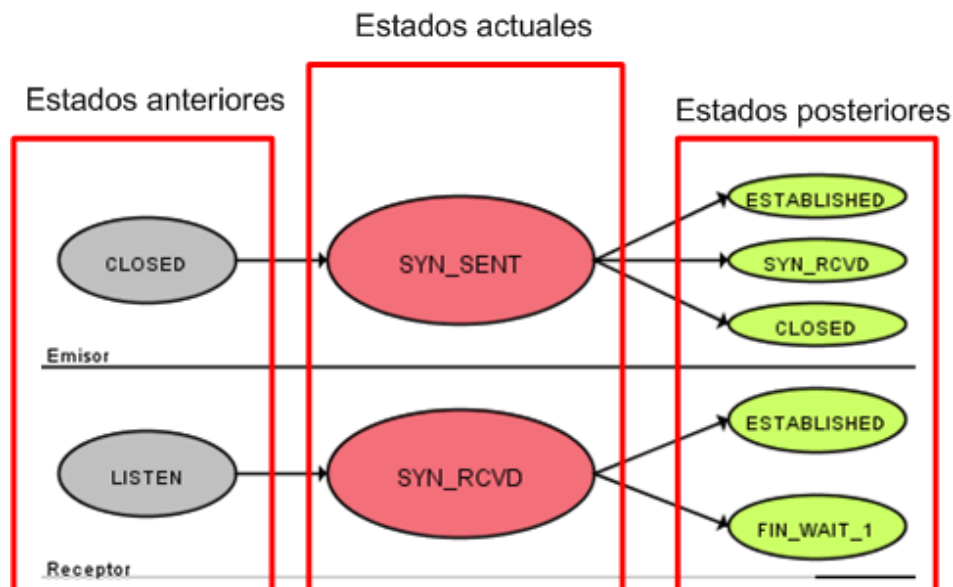 Estados actuales
Estados anteriores
Estados posteriores
CLOSED
SYN_SENT
ESTABLISHED
SYN_RCVD
CLOSED
Emisor
LISTEN
SYN_RCVD
ESTABLISHED
FIN_WAIT_1
Receptor